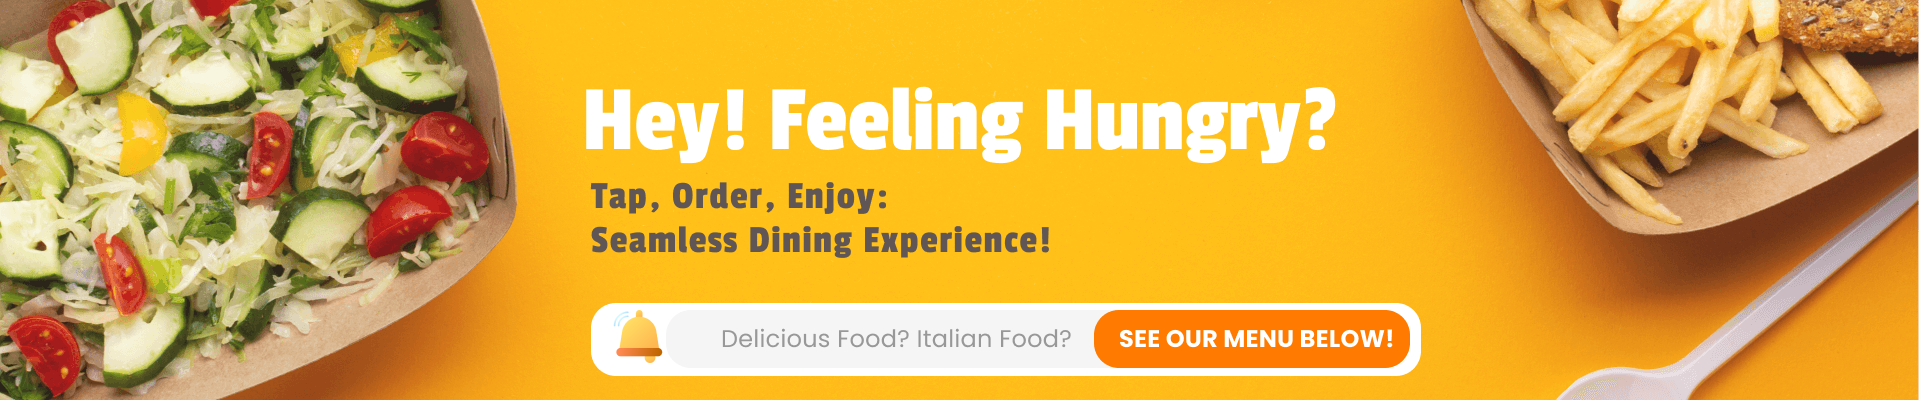 Hey! Feeling Hungry?
Tap, Order, Enjoy:
Seamless Dining Experience!
Delicious Food? Italian Food? SEE OUR MENU BELOW!